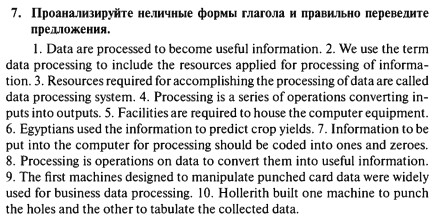 7. Проанализируйте неличные формы глагола и правильно переведите
предложения.
1. Data are processed to become useful information. 2. We use the term
data processing to include the resources applied for processing of informa-
tion. 3. Resources required for accomplishing the processing of data are called
data processing system. 4. Processing is a series of operations converting in-
puts into outputs. 5. Facilities are required to house the computer equipment.
6. Egyptians used the information to predict crop yields. 7. Information to be
put into the computer for processing should be coded into ones and zeroes.
8. Processing is operations on data to convert them into useful information.
9. The first machines designed to manipulate punched card data were widely
used for business data processing. 10. Hollerith built one machine to punch
the holes and the other to tabulate the collected data.